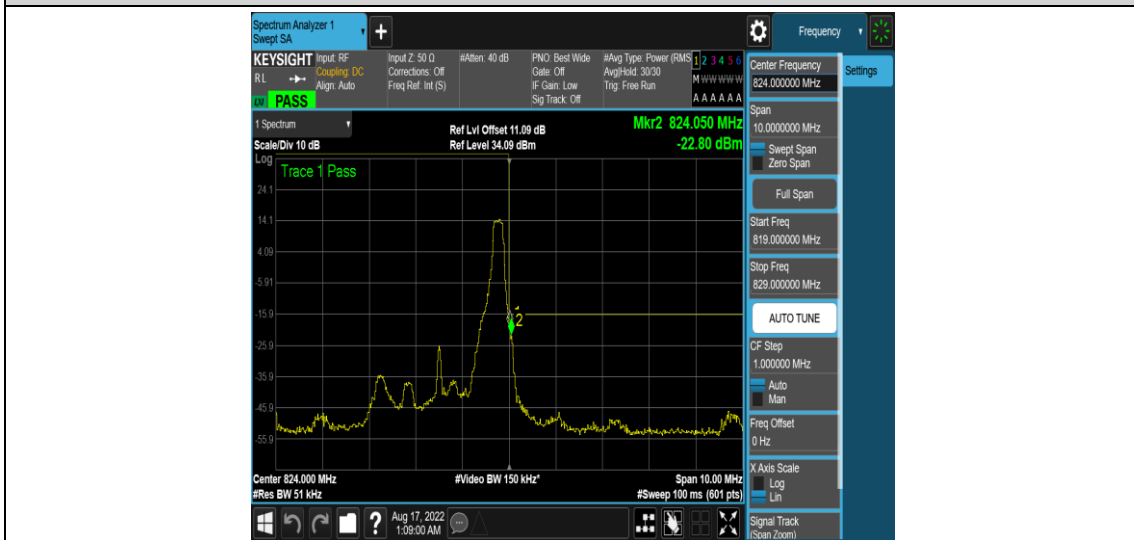 Spectrum Analyzer 1
Swept SA
+
Frequency
KEYSIGHT
RL
PASS
Input: RF
Coupling: DC
Align: Auto
Input Z: 50 Ω
Corrections: Off
Freq Ref: Int (S)
#Atten: 40 dB
PNO: Best Wide
Gate: Off
IF Gain: Low
Sig Track: Off
#Avg Type: Power (RMS
Avg|Hold: 30/30
Trig: Free Run
1 2 3 4 5 6
M W W W W W
A A A A A A
1 Spectrum
Scale/Div 10 dB
Ref Lvl Offset 11.09 dB
Ref Level 34.09 dBm
Mkr2 824.050 MHz
-22.80 dBm
Log
Trace 1 Pass
24.1
14.1
4.09
-5.91
-15.9
-25.9
-35.9
-45.9
-55.9
2
Center 824.000 MHz
#Res BW 51 kHz
#Video BW 150 kHz*
Span 10.00 MHz
#Sweep 100 ms (601 pts)
?
Aug 17, 2022
1:09:00 AM
Center Frequency
824.000000 MHz
Span
10.0000000 MHz
Swept Span
Zero Span
Full Span
Start Freq
819.000000 MHz
Stop Freq
829.000000 MHz
AUTO TUNE
CF Step
1.000000 MHz
Auto
Man
Freq Offset
0 Hz
X Axis Scale
Log
Lin
Signal Track
(Span Zoom)
Settings